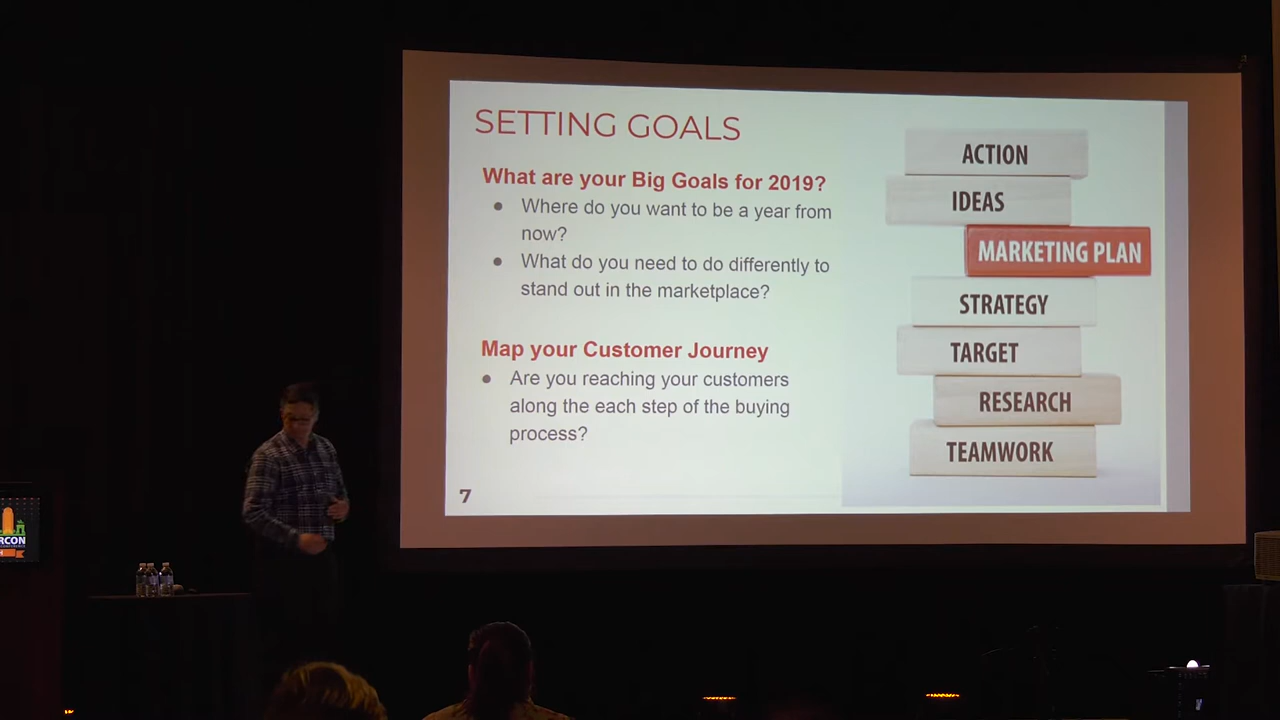 SETTING GOALS
What are your Big Goals for 2019?
● Where do you want to be a year from
now?
● What do you need to do differently to
stand out in the marketplace?
Map your Customer Journey
● Are you reaching your customers
along the each step of the buying
process?
7
ACTION
IDEAS
MARKETING PLAN
STRATEGY
TARGET
RESEARCH
TEAMWORK
RCON